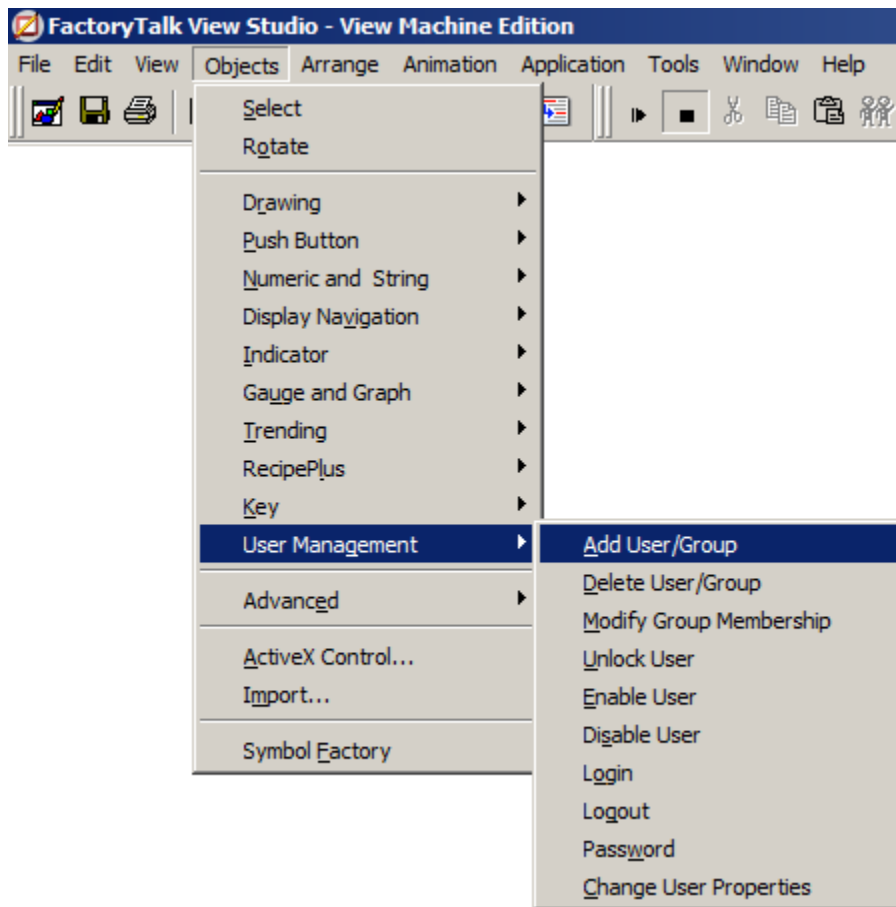 FactoryTalk View Studio - View Machine Edition
File Edit View Objects Arrange Animation Application Tools Window Help
Select
Rotate
Drawing
Push Button
Numeric and String
Display Navigation
Indicator
Gauge and Graph
Trending
RecipePlus
Key
User Management
Add User/Group
Delete User/Group
Modify Group Membership
Unlock User
Enable User
Disable User
Login
Logout
Password
Change User Properties
Advanced
ActiveX Control...
Import...
Symbol Factory